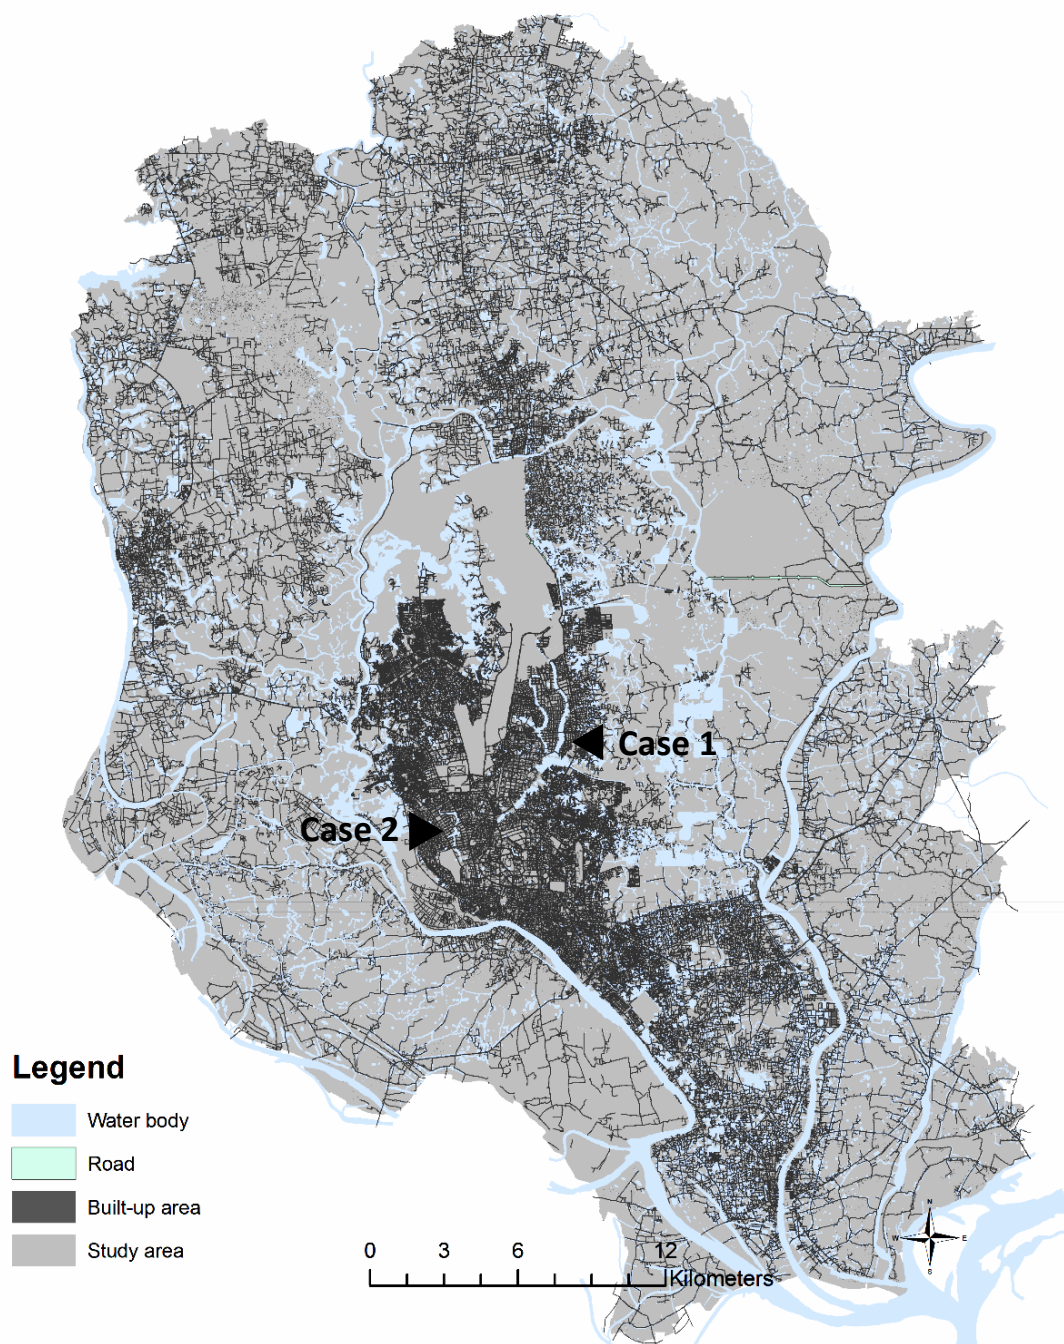 Case 1
Case 2
Legend
Water body
Road
Built-up area
Study area
0 3 6 12
Kilometers
N
W E
S